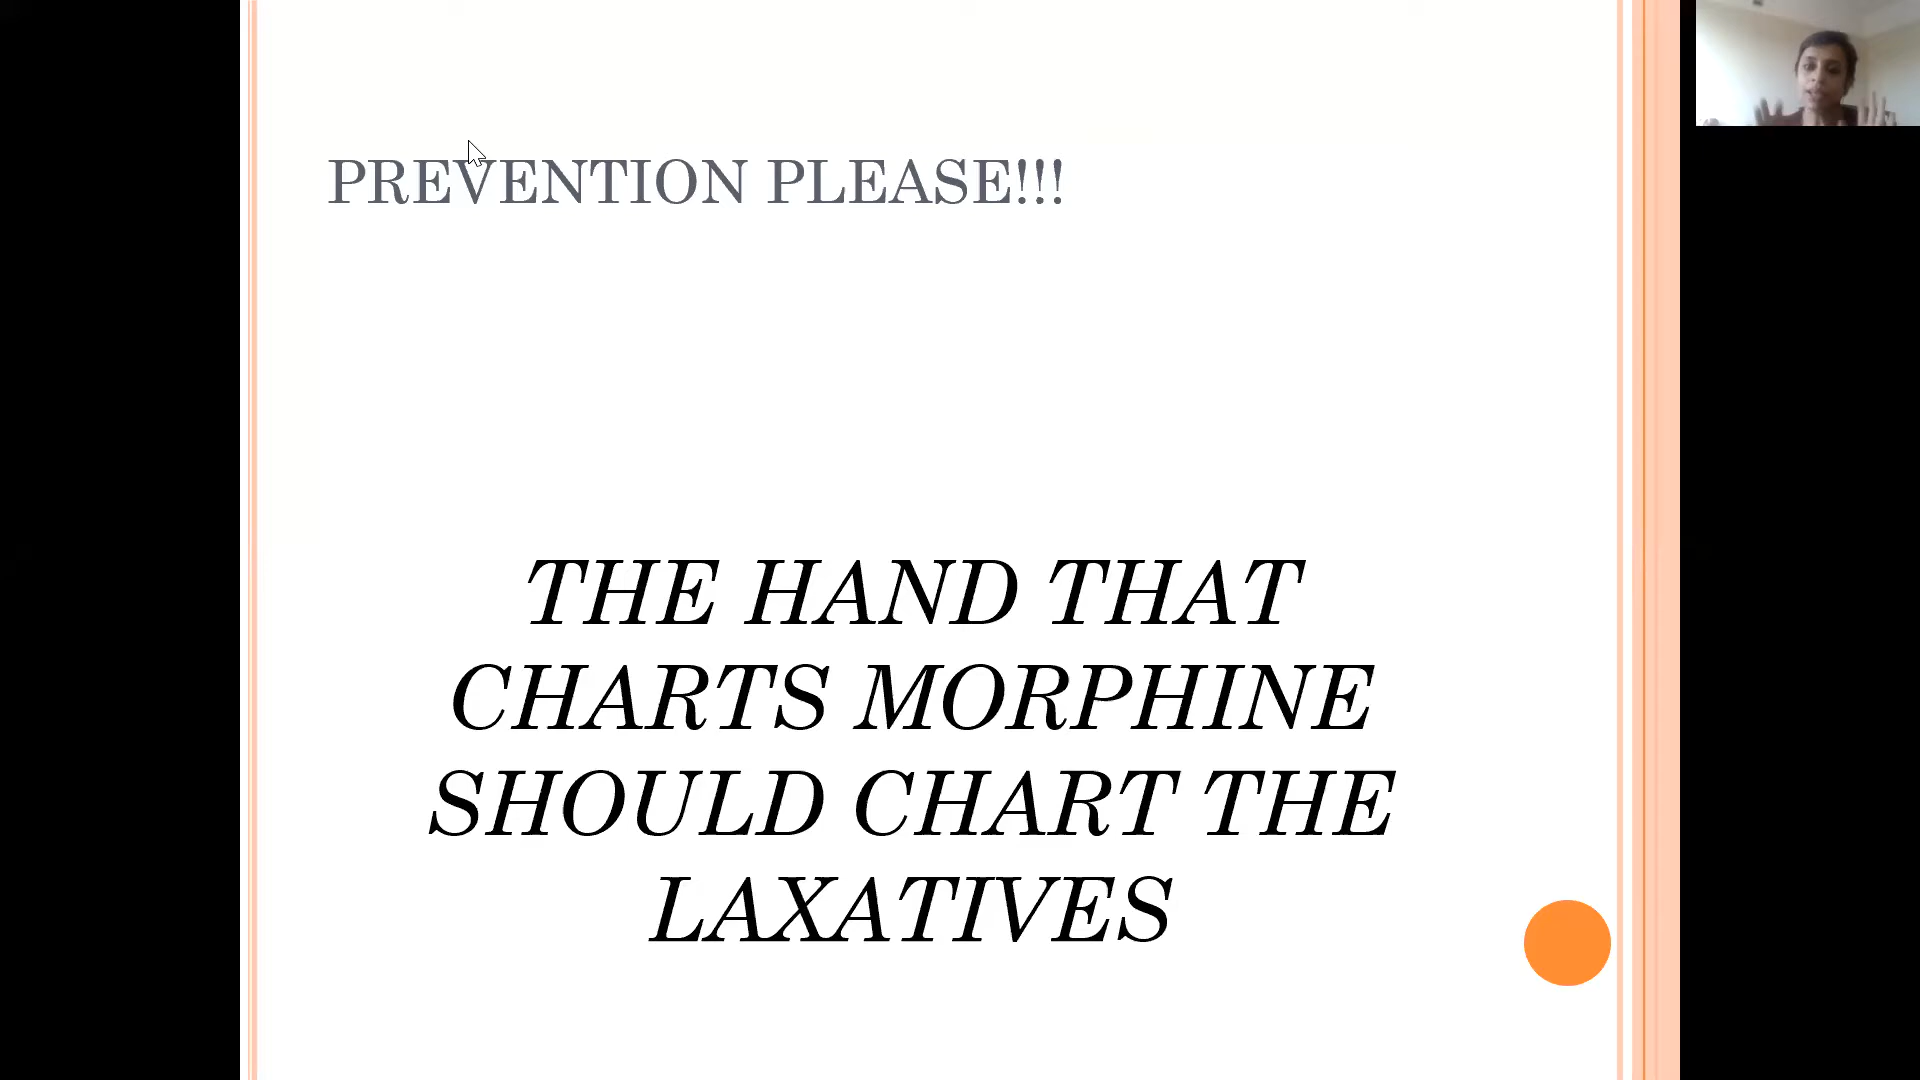 PREVENTION PLEASE!!!
THE HAND THAT
CHARTS MORPHINE
SHOULD CHART THE
LAXATIVES